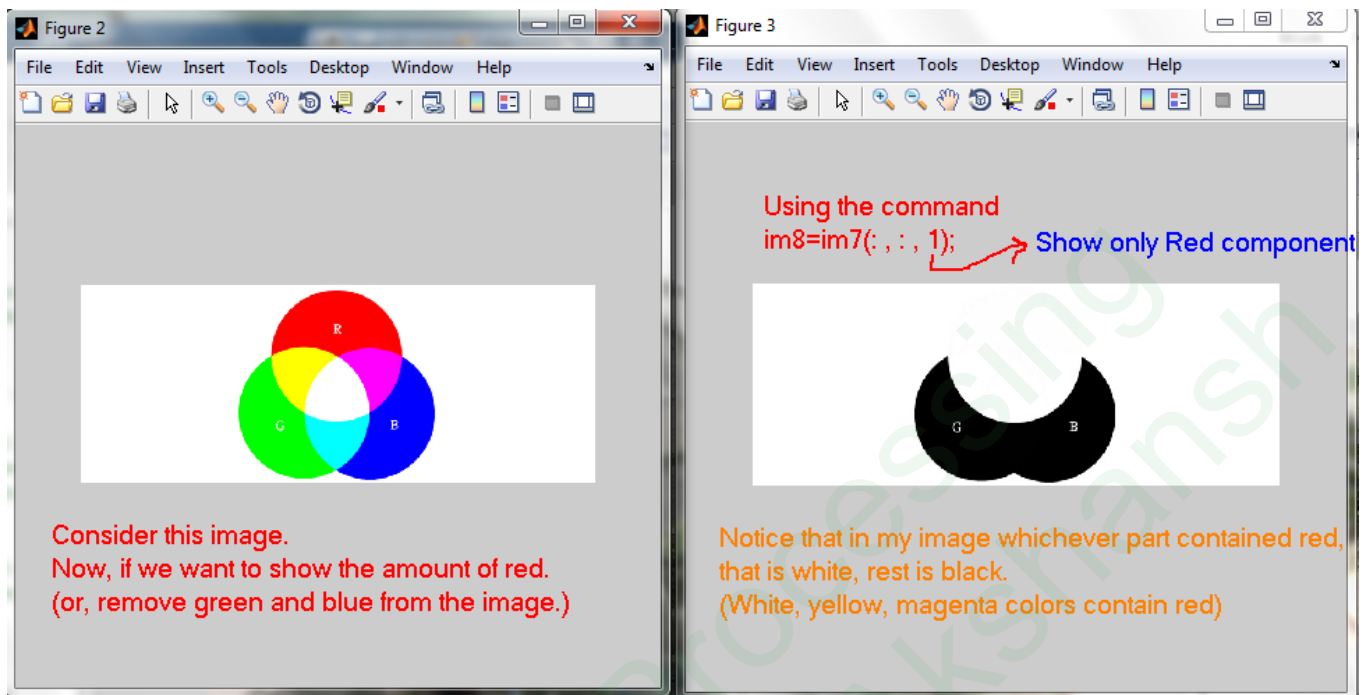 Figure 2
File Edit View Insert Tools Desktop Window Help
R
G
B
Consider this image.
Now, if we want to show the amount of red.
(or, remove green and blue from the image.)
Figure 3
File Edit View Insert Tools Desktop Window Help
Using the command
im8=im7(: , : , 1);
Show only Red component
G
B
Notice that in my image whichever part contained red,
that is white, rest is black.
(White, yellow, magenta colors contain red)
Processing
kshansh